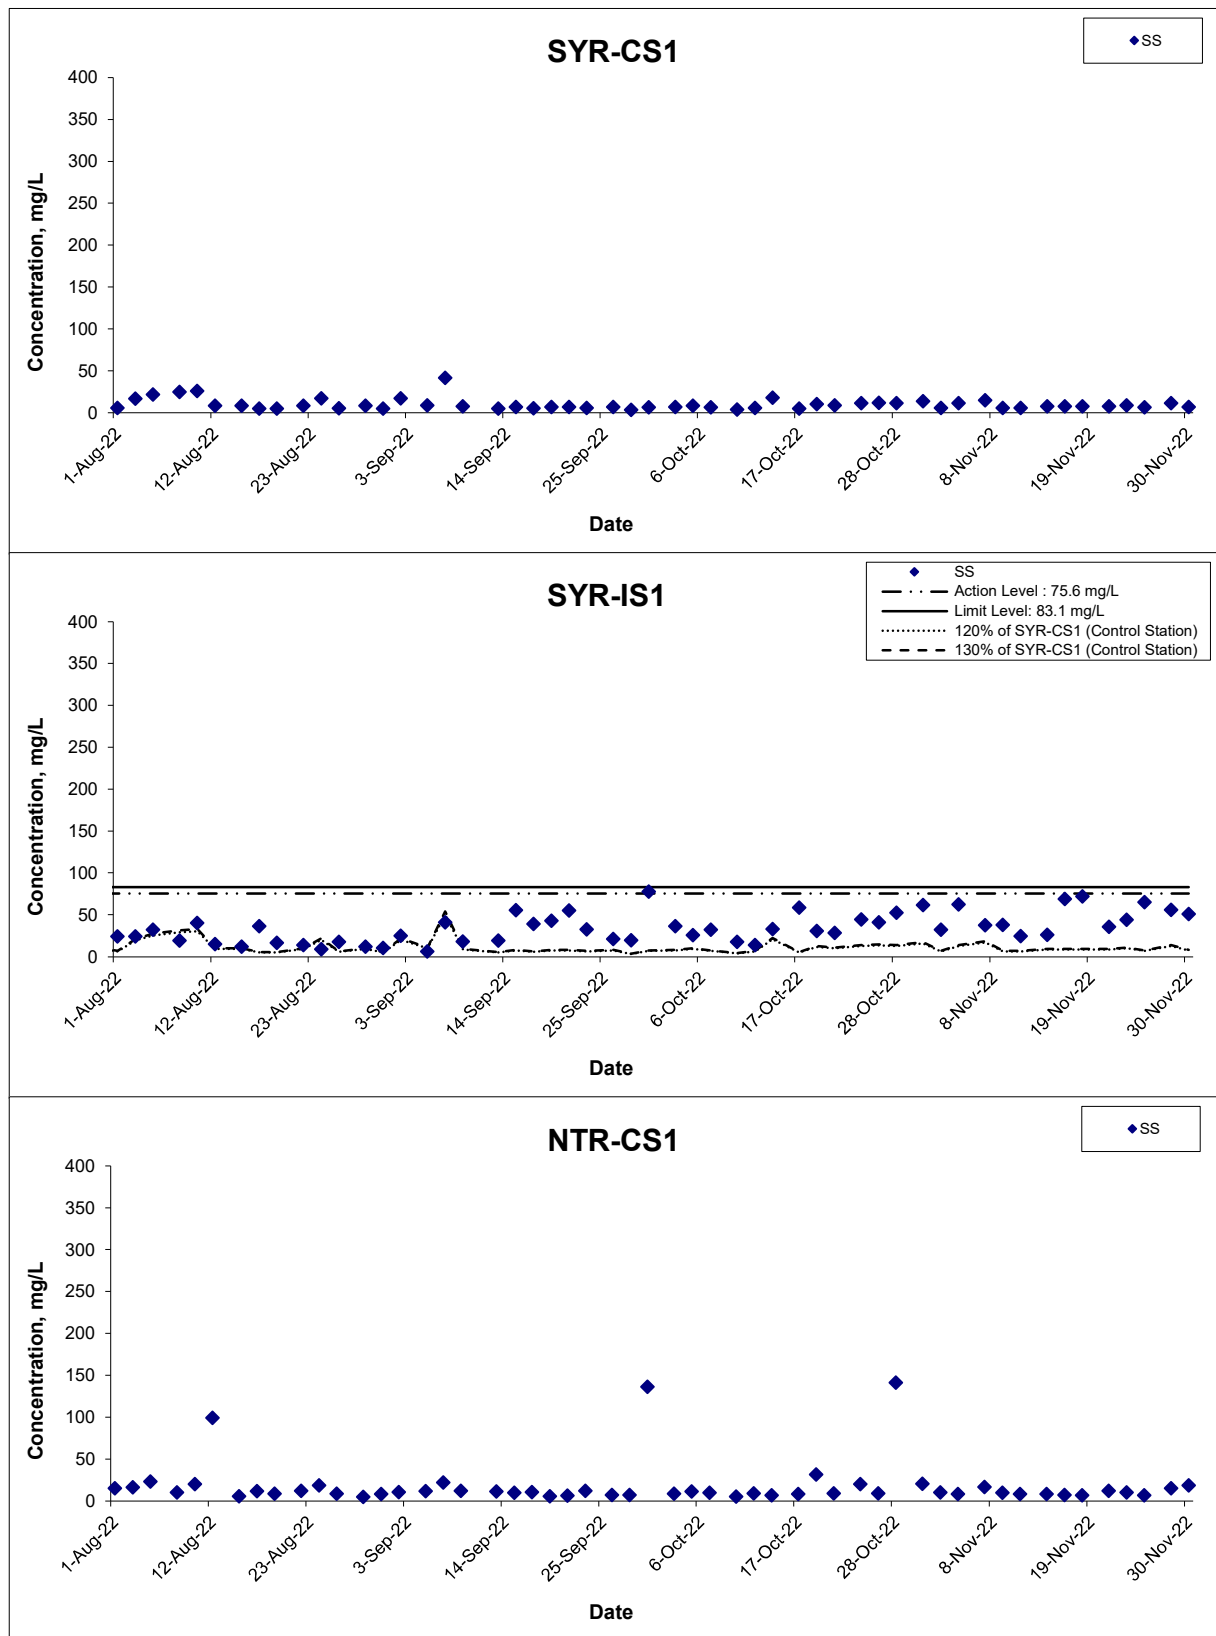 SYR-CS1
SS
400
350
300
250
200
150
100
50
0
Concentration, mg/L
1-Aug-22
12-Aug-22
23-Aug-22
3-Sep-22
14-Sep-22
25-Sep-22
6-Oct-22
17-Oct-22
28-Oct-22
8-Nov-22
19-Nov-22
30-Nov-22
Date
SYR-IS1
SS
Action Level : 75.6 mg/L
Limit Level: 83.1 mg/L
120% of SYR-CS1 (Control Station)
130% of SYR-CS1 (Control Station)
400
350
300
250
200
150
100
50
0
Concentration, mg/L
1-Aug-22
12-Aug-22
23-Aug-22
3-Sep-22
14-Sep-22
25-Sep-22
6-Oct-22
17-Oct-22
28-Oct-22
8-Nov-22
19-Nov-22
30-Nov-22
Date
NTR-CS1
SS
400
350
300
250
200
150
100
50
0
Concentration, mg/L
1-Aug-22
12-Aug-22
23-Aug-22
3-Sep-22
14-Sep-22
25-Sep-22
6-Oct-22
17-Oct-22
28-Oct-22
8-Nov-22
19-Nov-22
30-Nov-22
Date